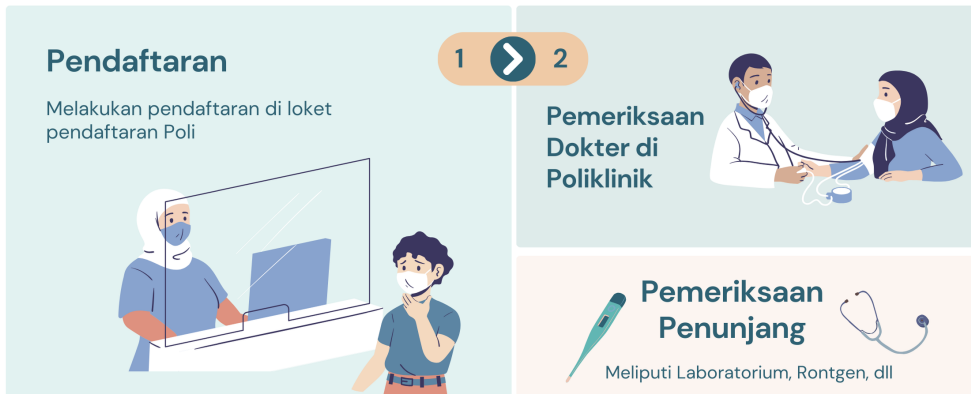 Pendaftaran
Melakukan pendaftaran di loket
pendaftaran Poli
1
2
Pemeriksaan
Dokter di
Poliklinik
Pemeriksaan
Penunjang
Meliputi Laboratorium, Rontgen, dll